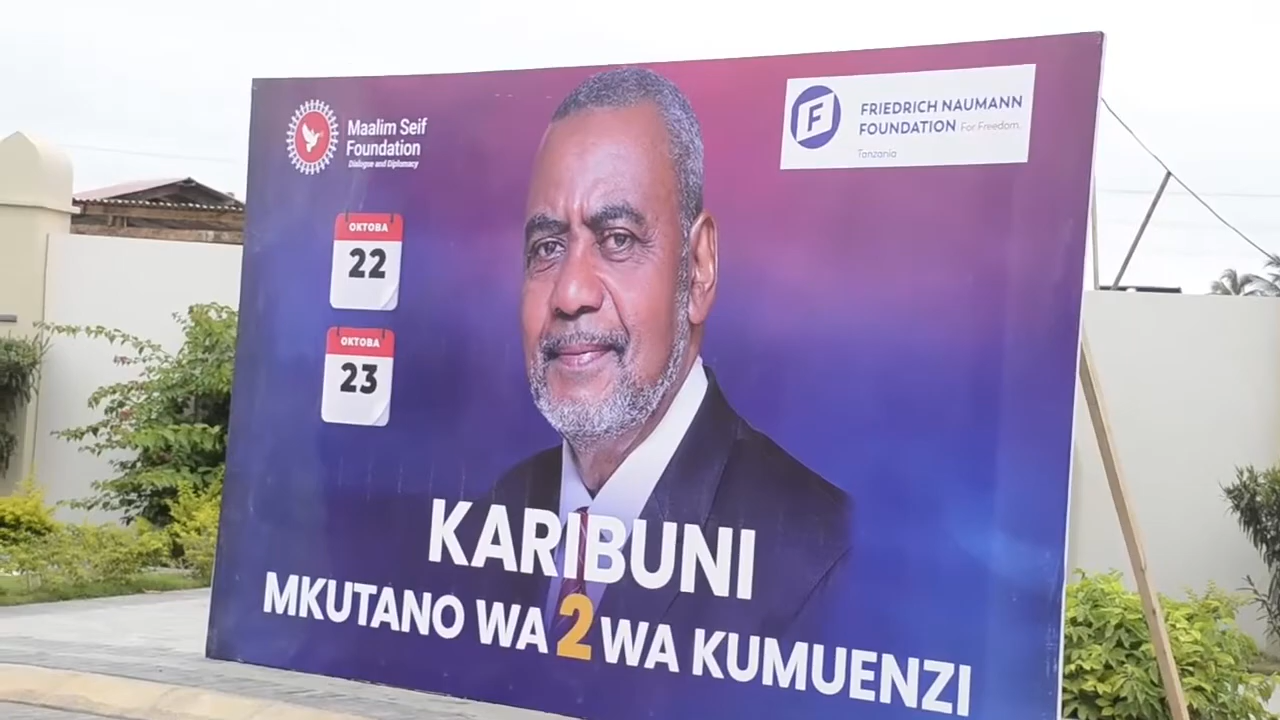 Maalim Seif
Foundation
Dialogue and Diplomacy
FRIEDRICH NAUMANN
FOUNDATION For Freedom.
Tanzania
OKTOBA
22
OKTOBA
23
KARIBUNI
MKUTANO WA 2 WA KUMUENZI